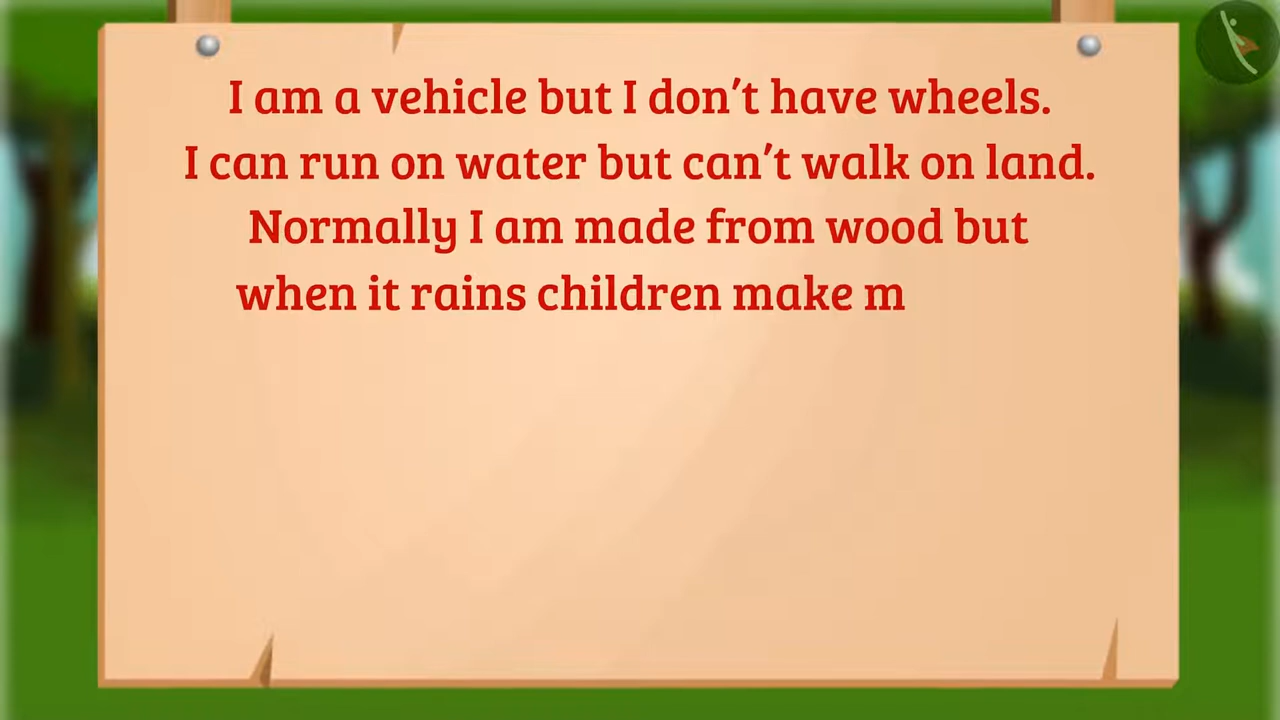 I am a vehicle but I don't have wheels.
I can run on water but can't walk on land.
Normally I am made from wood but
when it rains children make m